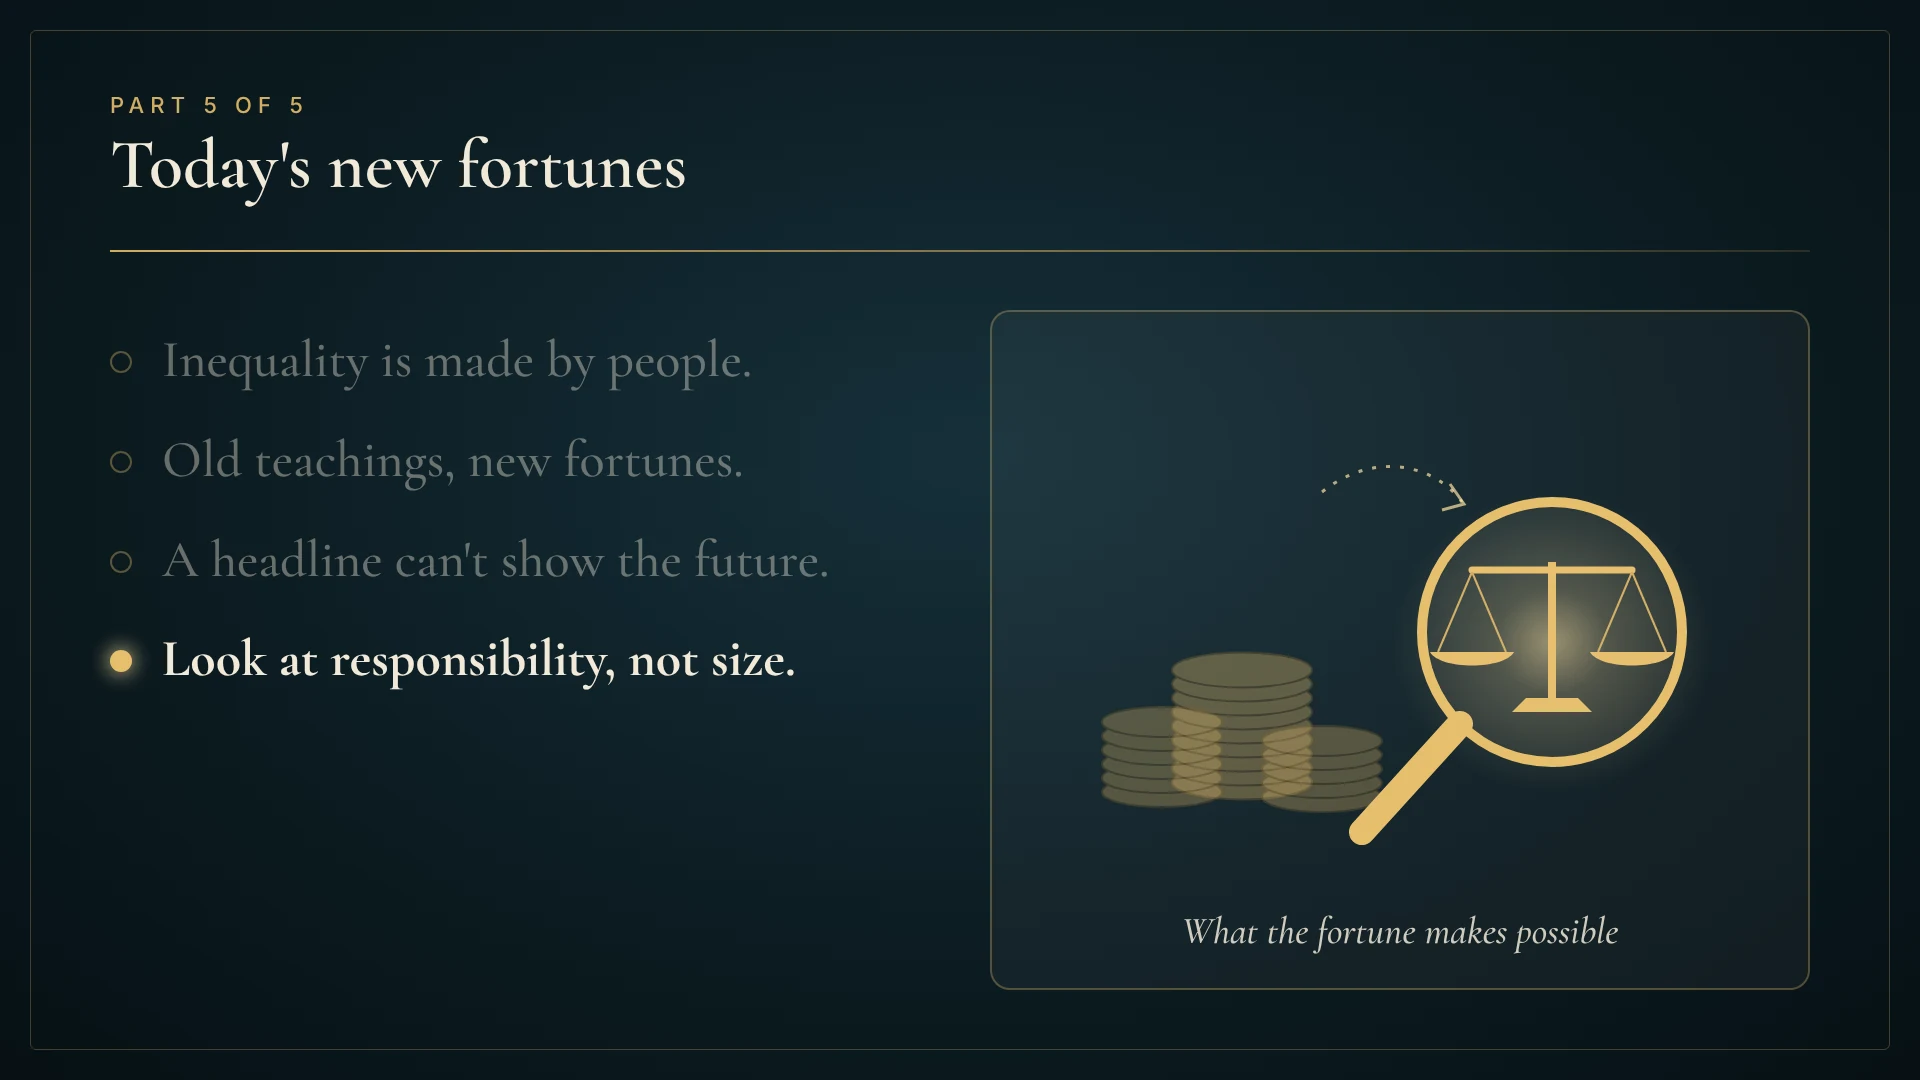 PART 5 OF 5
Today's new fortunes
Inequality is made by people.
Old teachings, new fortunes.
A headline can't show the future.
Look at responsibility, not size.
What the fortune makes possible